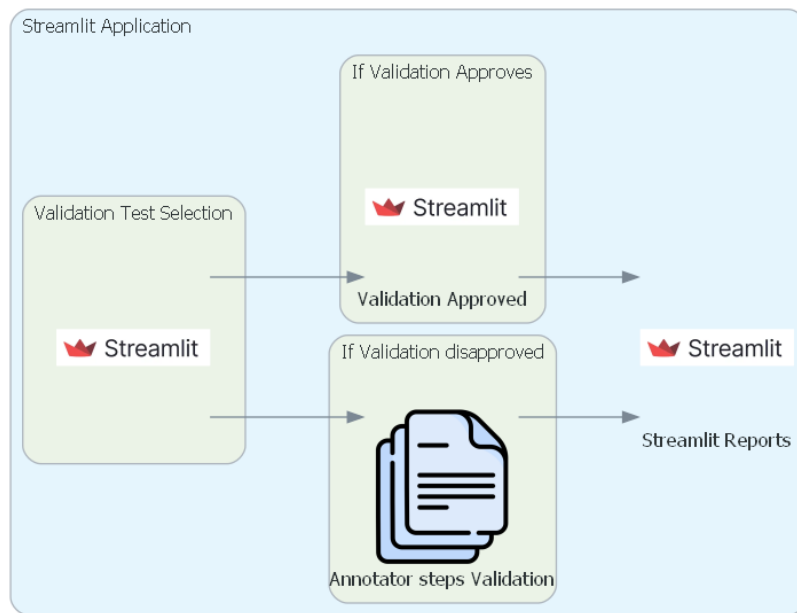 Streamlit Application
If Validation Approves
Streamlit
Validation Approved
Validation Test Selection
Streamlit
If Validation disapproved
Annotator steps Validation
Streamlit
Streamlit Reports